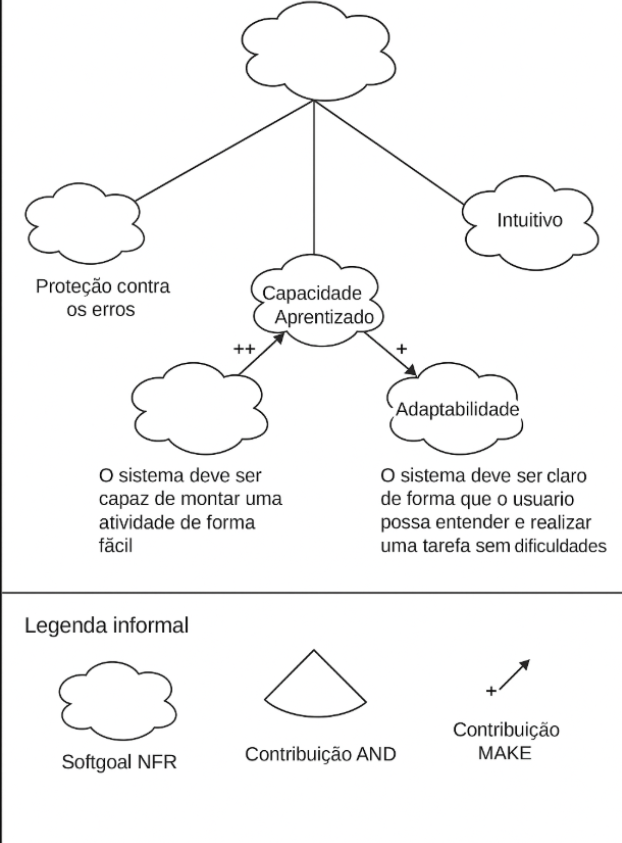 Intuitivo
Proteção contra
os erros
Capacidade
Aprentizado
++
+
Adaptabilidade
O sistema deve ser
capaz de montar uma
atividade de forma
făcil
O sistema deve ser claro
de forma que o usuario
possa entender e realizar
uma tarefa sem dificuldades
Legenda informal
+
Softgoal NFR
Contribuição AND
Contribuição
MAKE